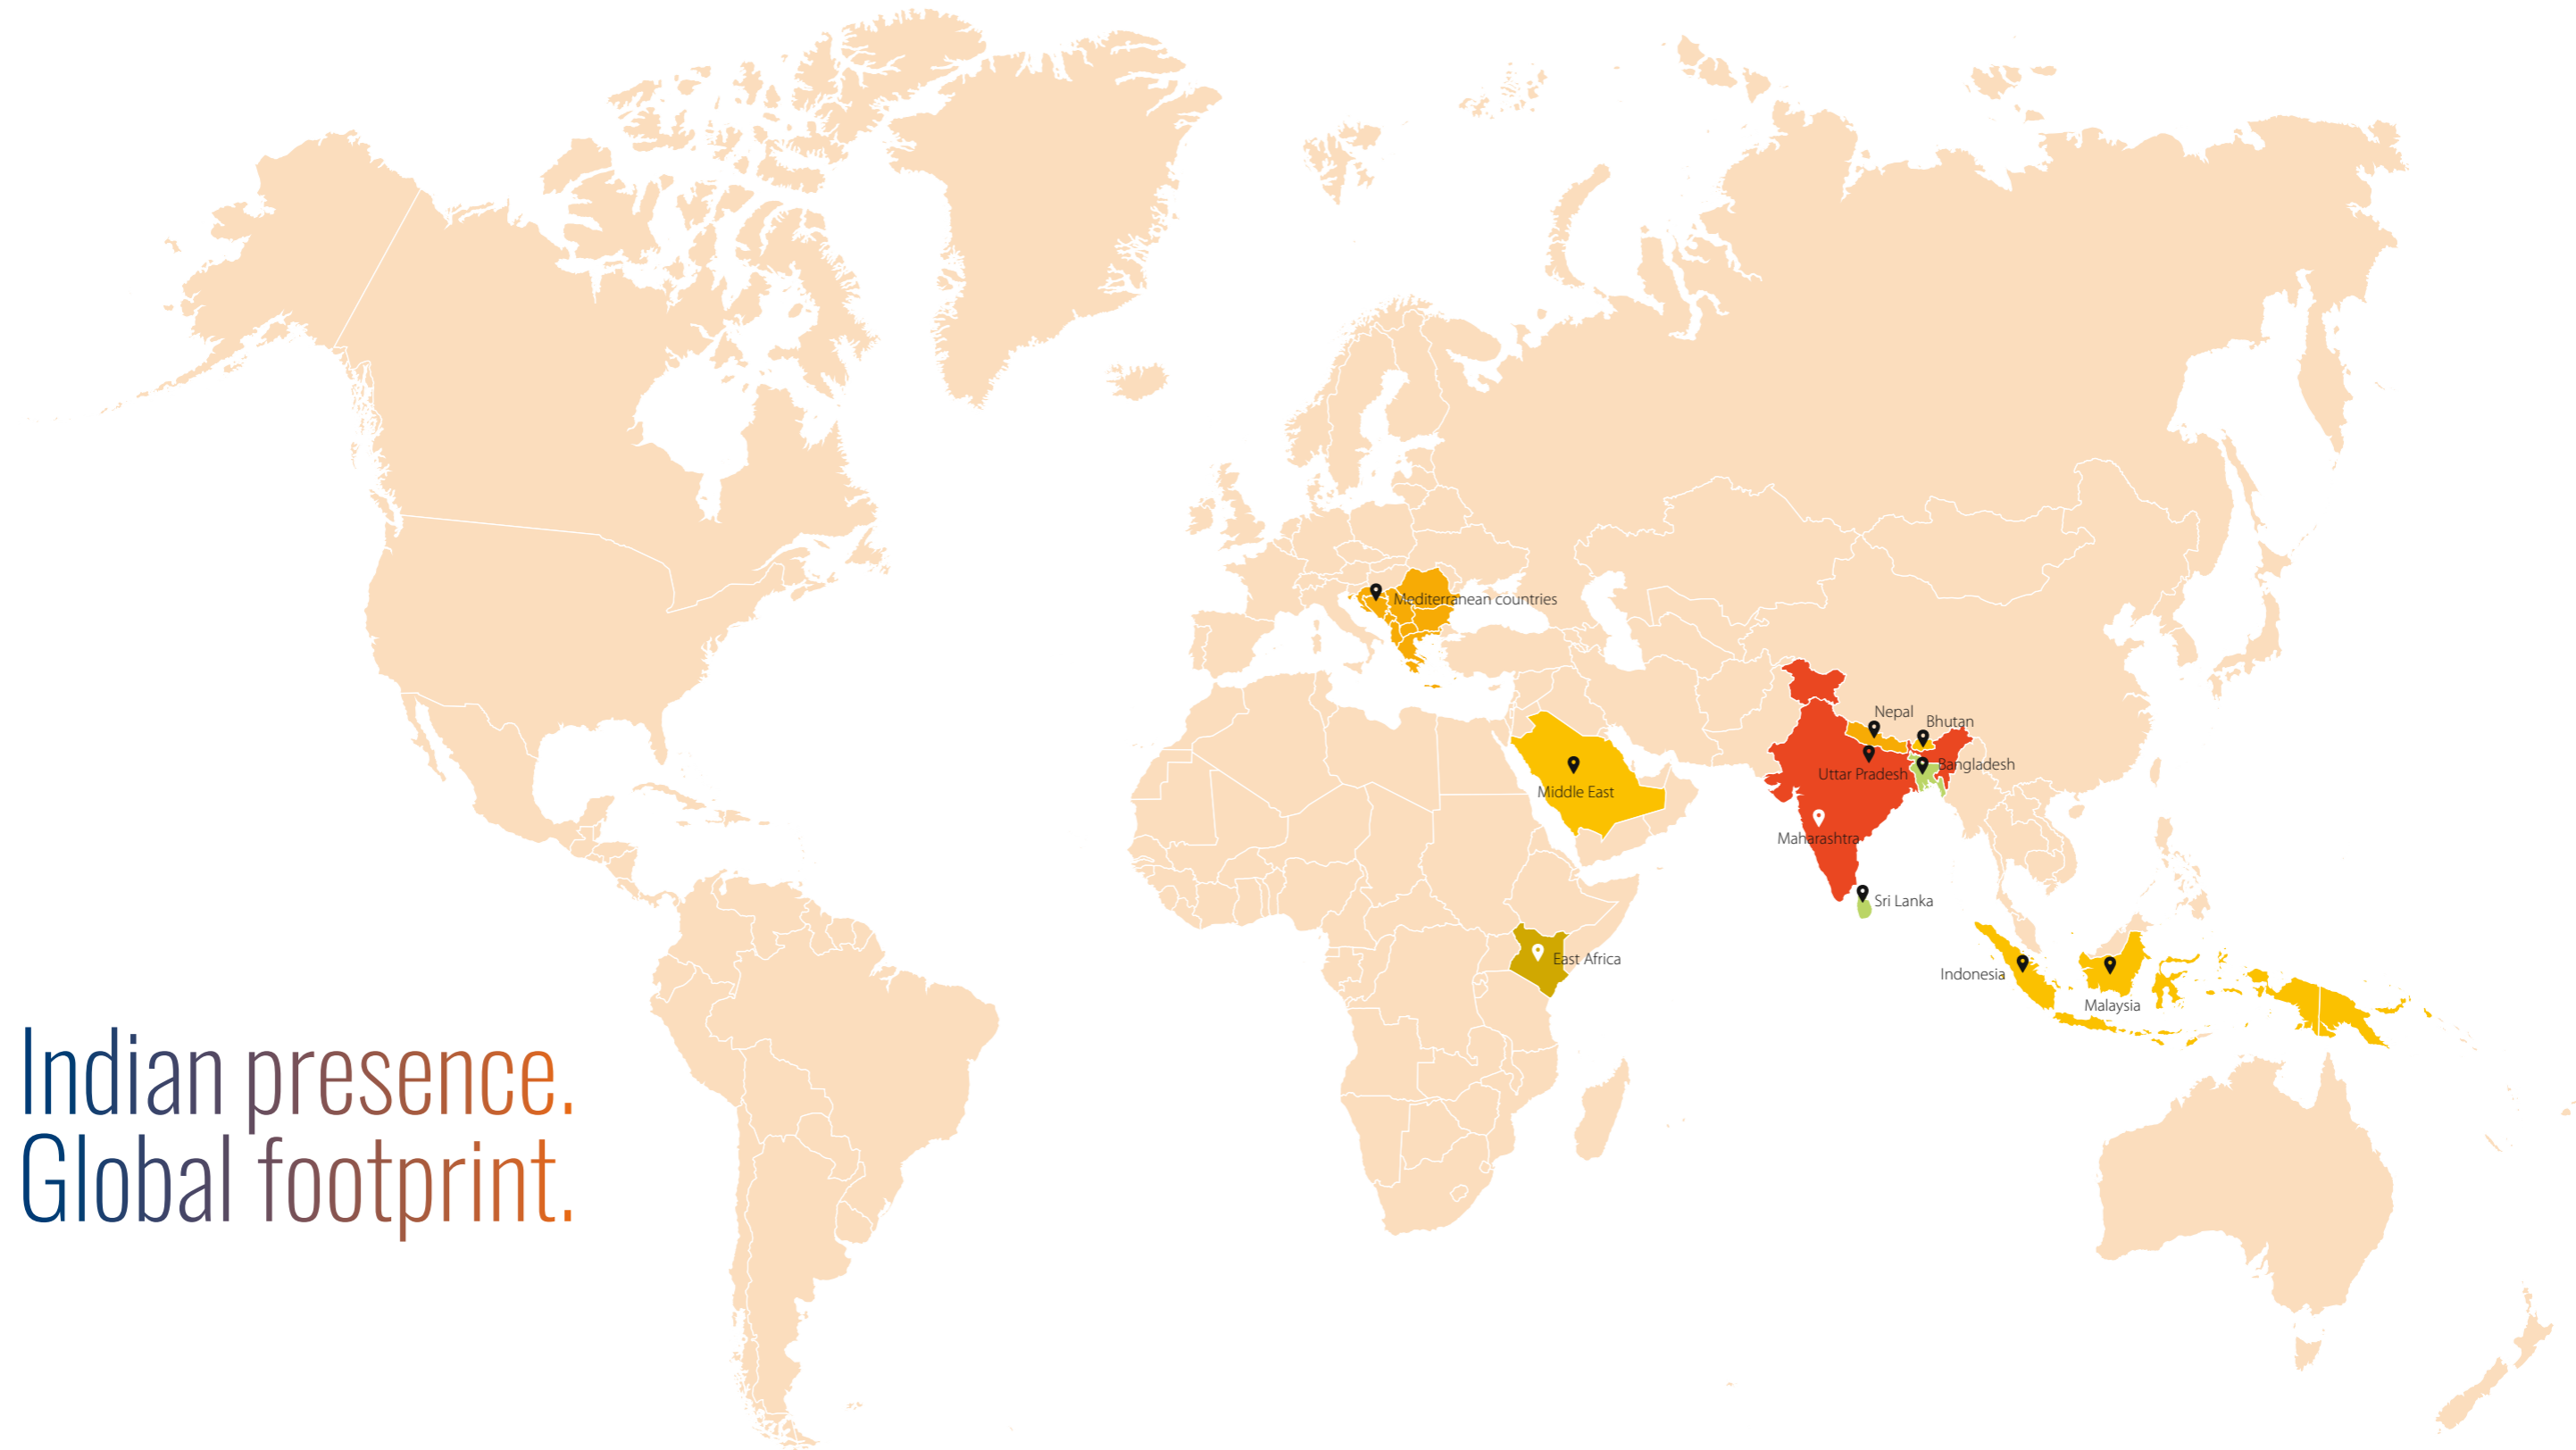 Mediterranean countries
Nepal
Bhutan
Bangladesh
Uttar Pradesh
Middle East
Maharashtra
Sri Lanka
East Africa
Indonesia
Malaysia
Indian presence.
Global footprint.